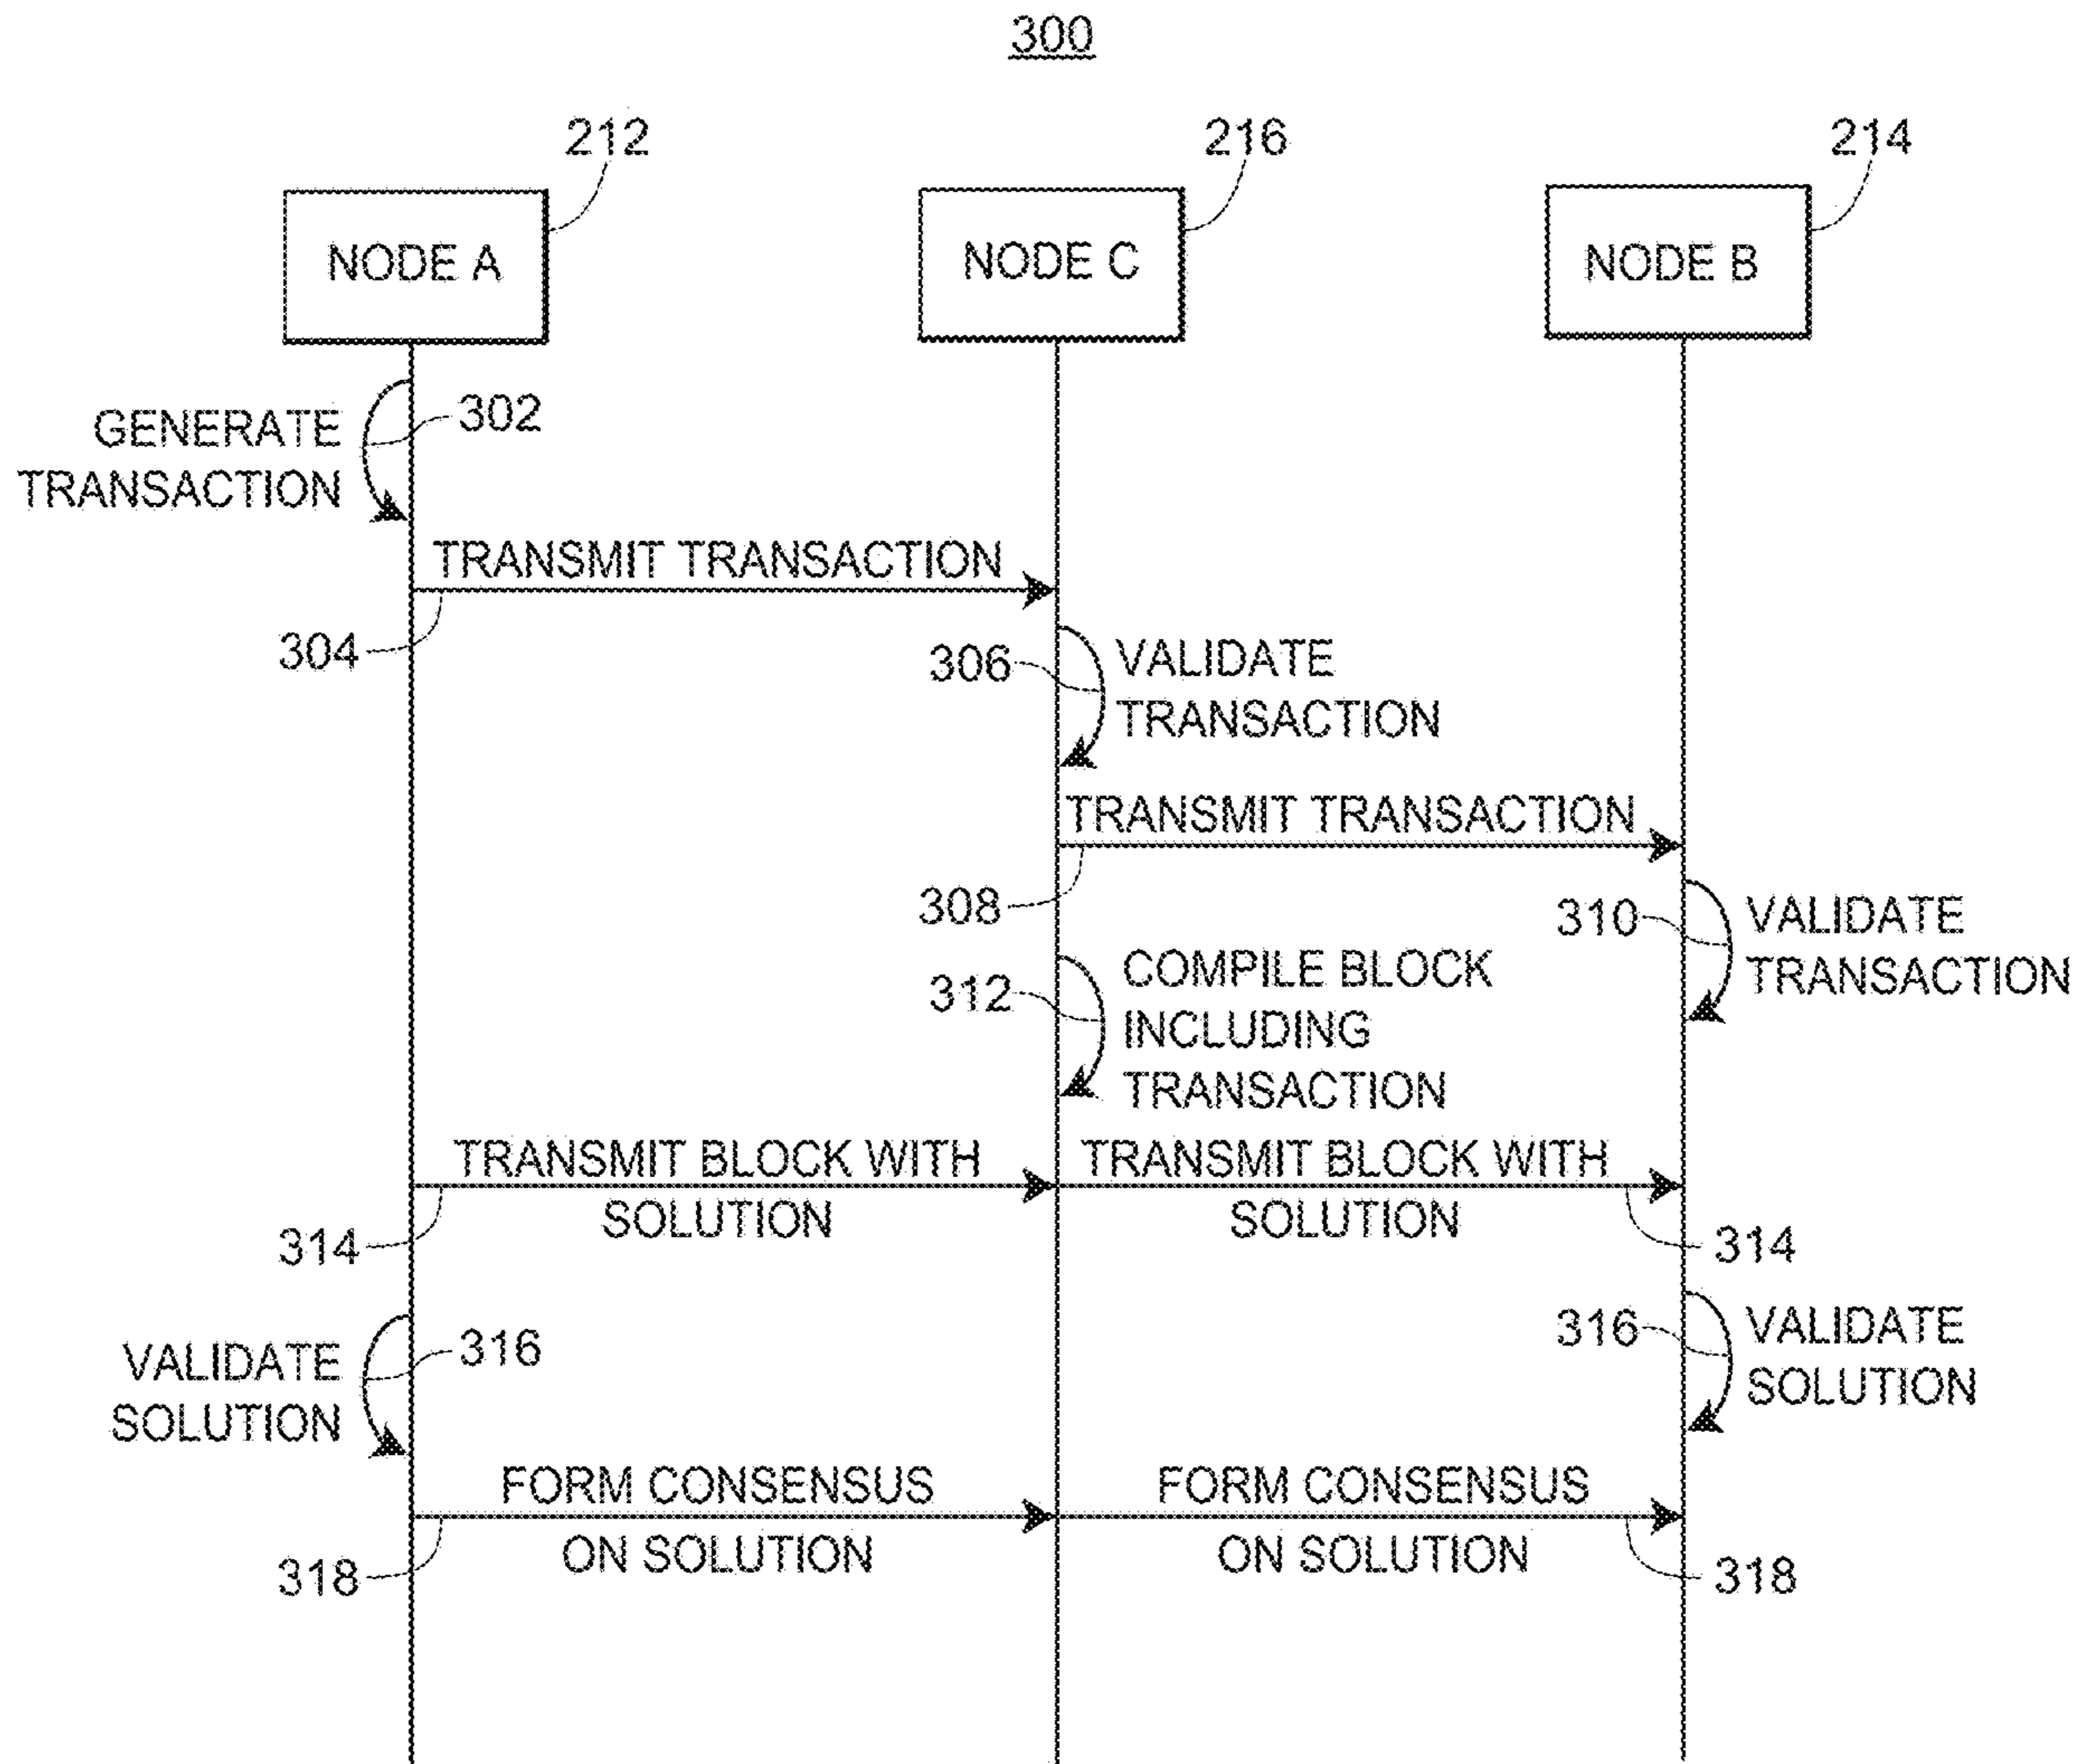 300
212
216
214
NODE A
NODE C
NODE B
GENERATE
TRANSACTION
302
TRANSMIT TRANSACTION
304
306
VALIDATE
TRANSACTION
TRANSMIT TRANSACTION
308
310
VALIDATE
TRANSACTION
312
COMPILE BLOCK
INCLUDING
TRANSACTION
TRANSMIT BLOCK WITH
SOLUTION
314
TRANSMIT BLOCK WITH
SOLUTION
314
VALIDATE
SOLUTION
316
316
VALIDATE
SOLUTION
FORM CONSENSUS
ON SOLUTION
318
FORM CONSENSUS
ON SOLUTION
318